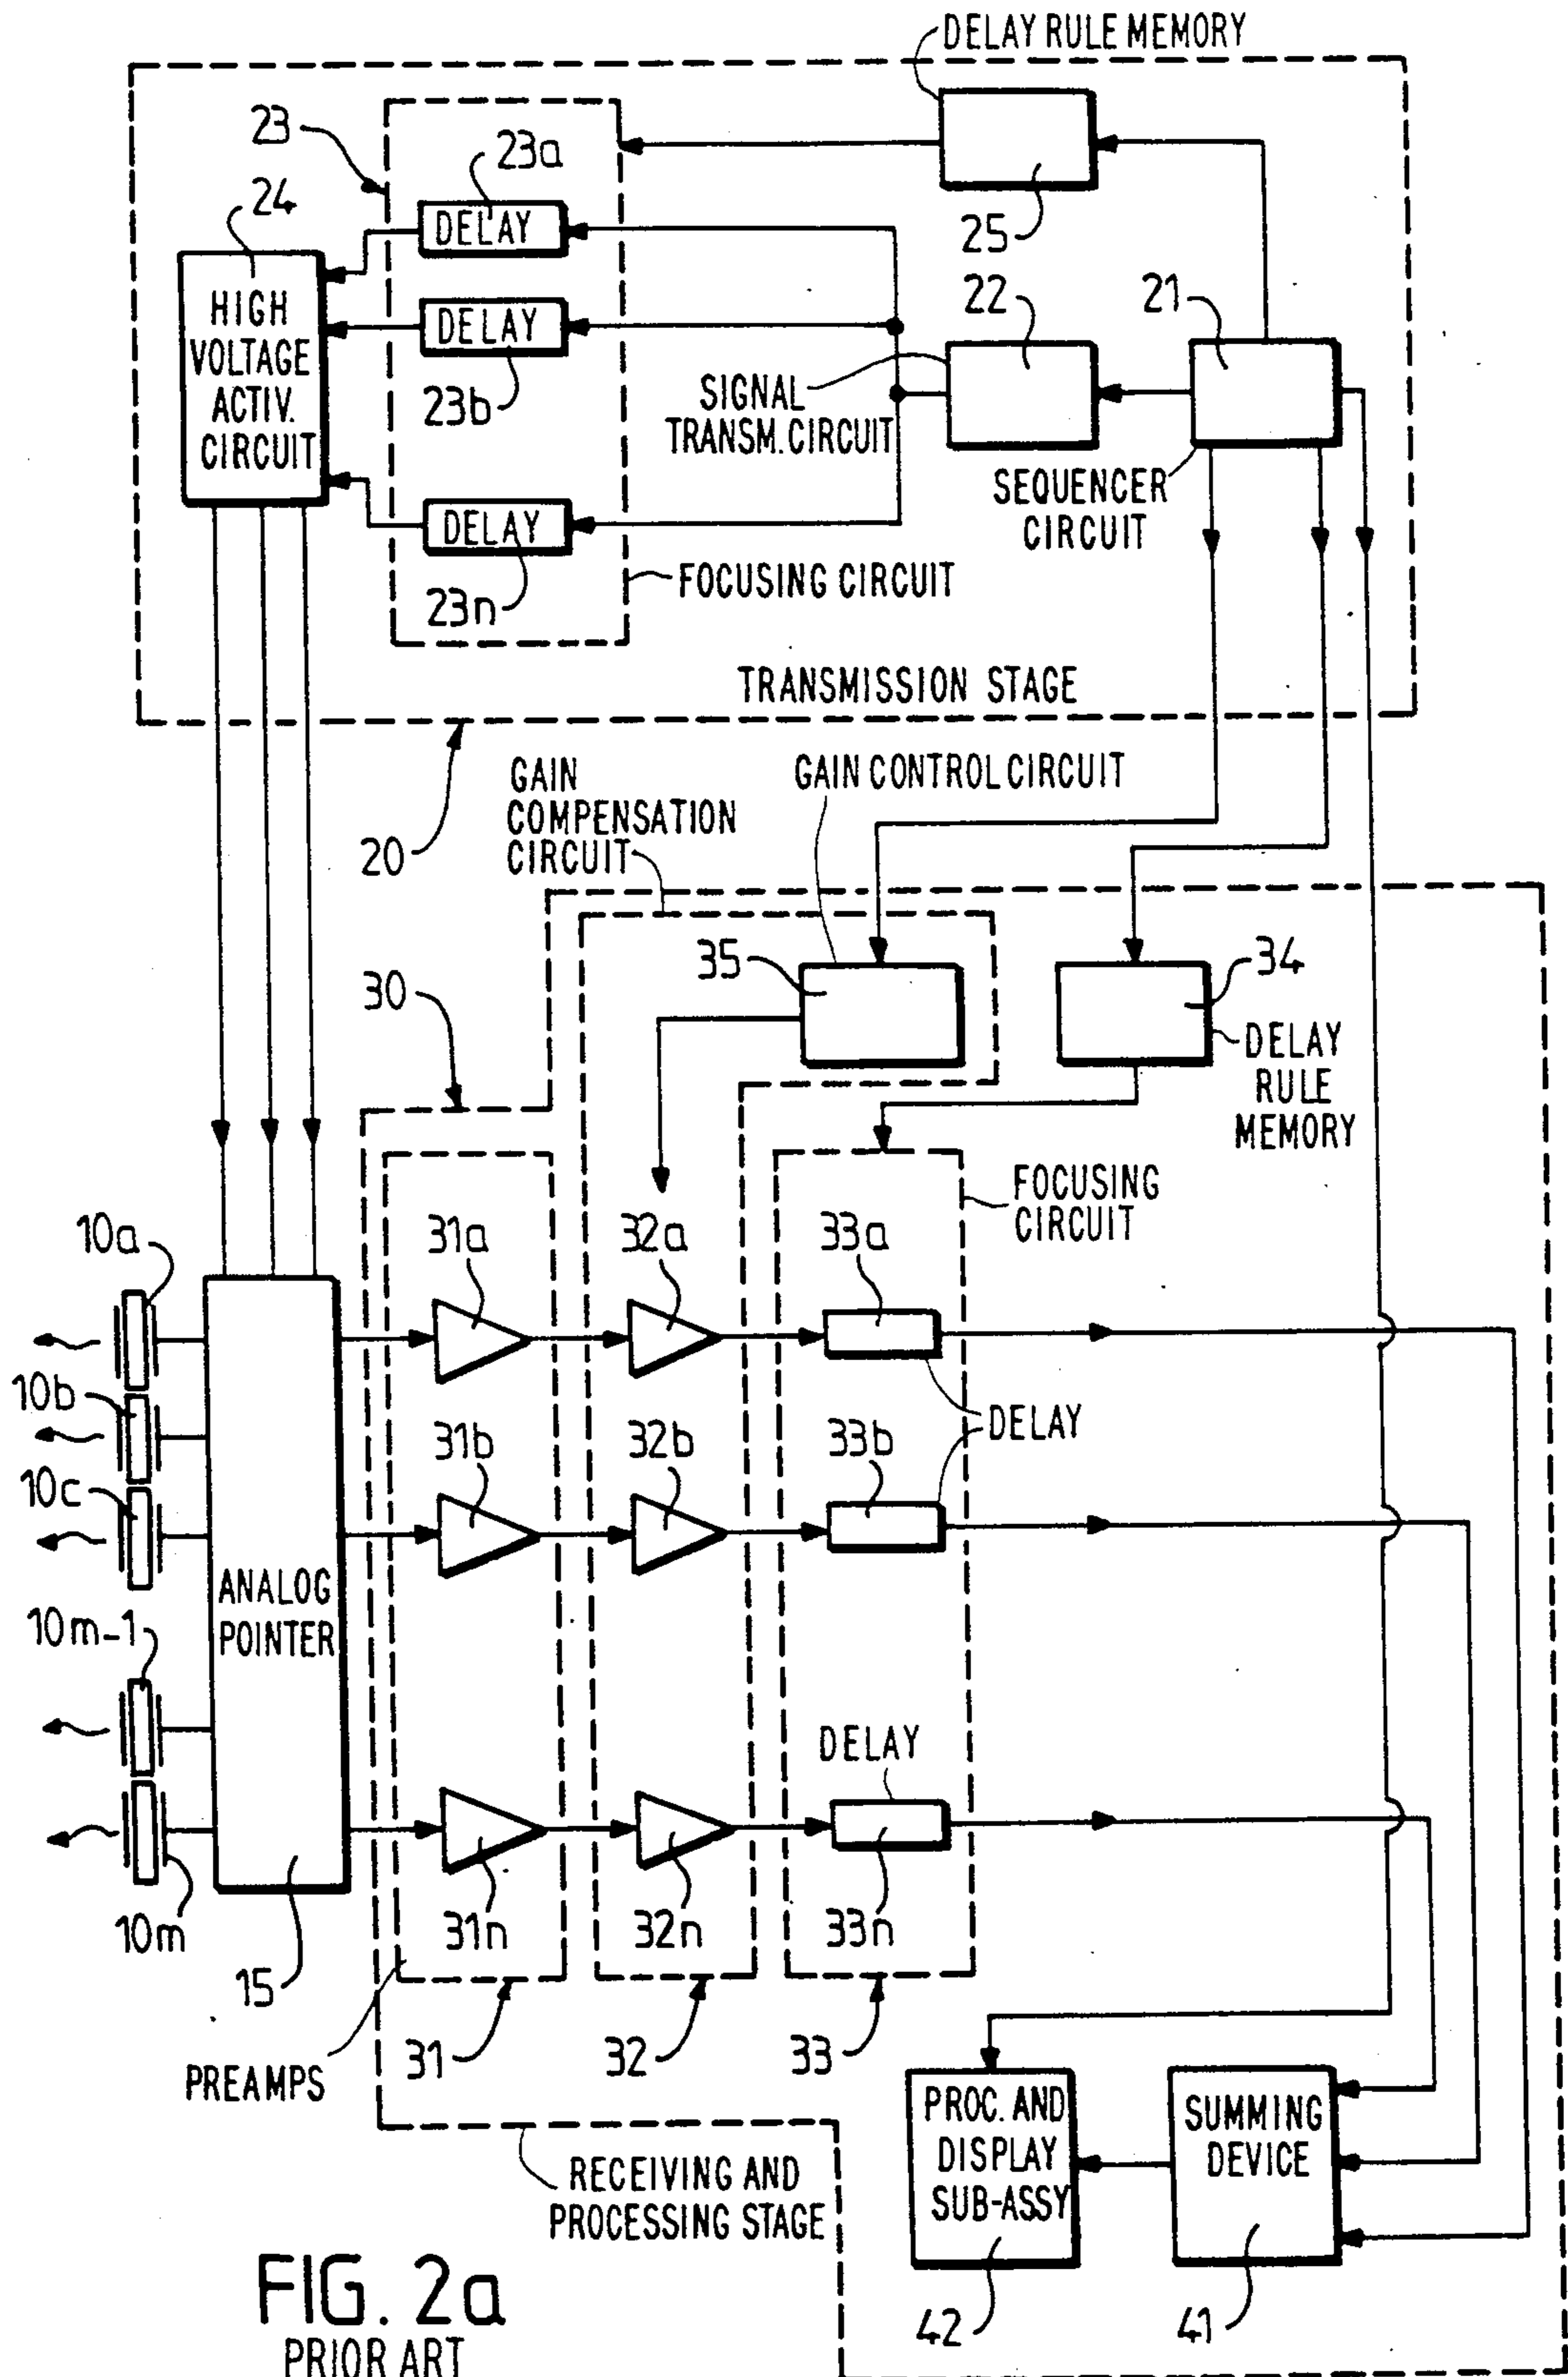 DELAY RULE MEMORY
23
23a
24
DELAY
25
HIGH
VOLTAGE
ACTIV.
CIRCUIT
DELAY
22
21
23b
SIGNAL
TRANSM. CIRCUIT
SEQUENCER
CIRCUIT
DELAY
23n
FOCUSING CIRCUIT
TRANSMISSION STAGE
20
GAIN
COMPENSATION
CIRCUIT
GAIN CONTROL CIRCUIT
35
34
30
DELAY
RULE
MEMORY
FOCUSING
CIRCUIT
10a
31a
32a
33a
10b
31b
32b
33b
DELAY
10c
ANALOG
POINTER
10m-1
DELAY
10m
31n
32n
33n
15
31
32
33
PREAMPS
PROC. AND
DISPLAY
SUB-ASSY
SUMMING
DEVICE
RECEIVING AND
PROCESSING STAGE
42
41
FIG. 2a
PRIOR ART